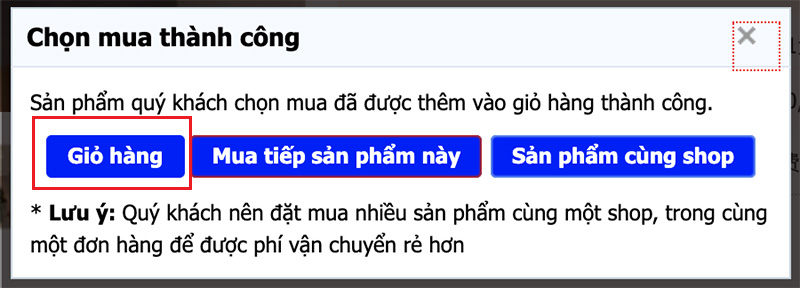 Chọn mua thành công
Sản phẩm quý khách chọn mua đã được thêm vào giỏ hàng thành công.
Giỏ hàng Mua tiếp sản phẩm này Sản phẩm cùng shop
* Lưu ý: Quý khách nên đặt mua nhiều sản phẩm cùng một shop, trong cùng
một đơn hàng để được phí vận chuyển rẻ hơn